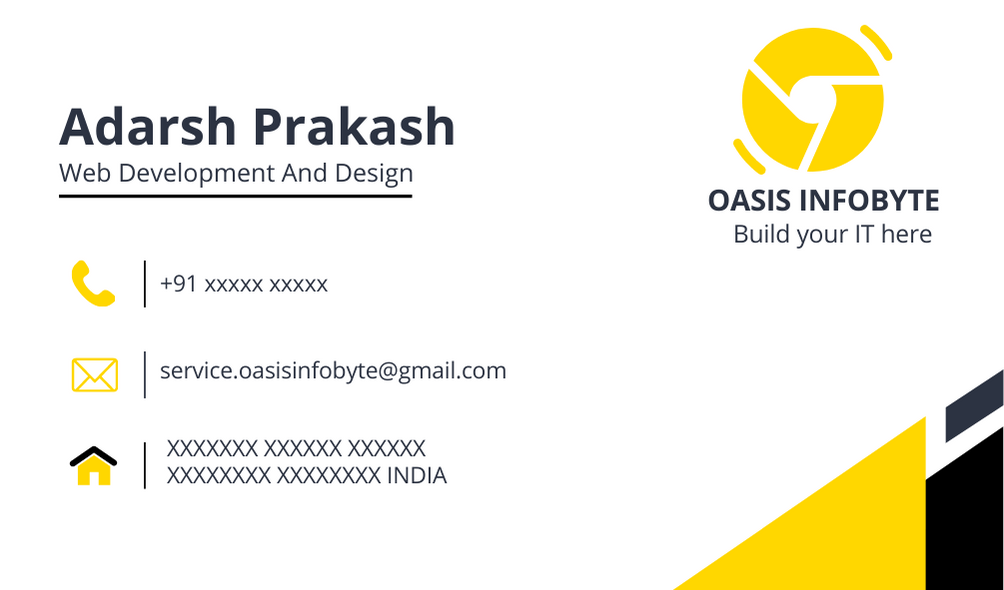 Adarsh Prakash
Web Development And Design
OASIS INFOBYTE
Build your IT here
+91 xxxxx xxxxx
service.oasisinfobyte@gmail.com
XXXXXXX XXXXXX XXXXXX
XXXXXXXX XXXXXXXX INDIA